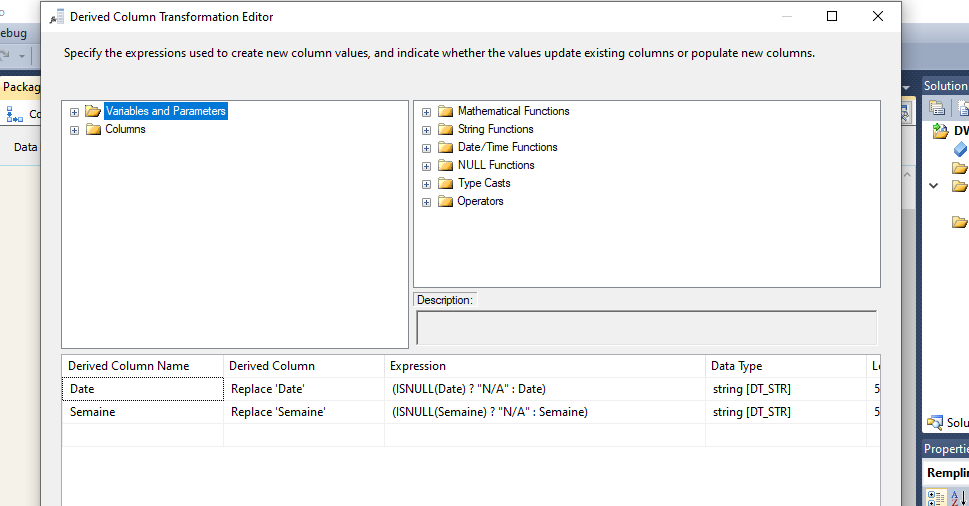 Derived Column Transformation Editor
ebug
Specify the expressions used to create new column values, and indicate whether the values update existing columns or populate new columns.
Packag
Solution
Variables and Parameters
Columns
Mathematical Functions
String Functions
Date/Time Functions
NULL Functions
Type Casts
Operators
Co
Data
DW
Description:
Derived Column Name Derived Column Expression Data Type Le
Date Replace 'Date' (ISNULL(Date) ? "N/A" : Date) string [DT_STR] 5
Semaine Replace 'Semaine' (ISNULL(Semaine) ? "N/A" : Semaine) string [DT_STR] 5
Solu
Propertie
Remplin